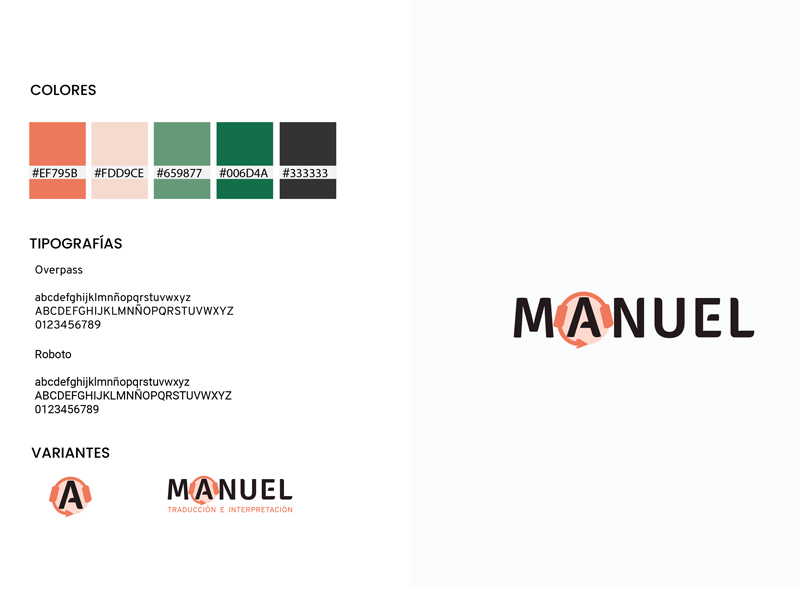 COLORES
#EF795B #FDD9CE #659877 #006D4A #333333
TIPOGRAFÍAS
Overpass
abcdefghijklmnñopqrstuvwxyz
ABCDEFGHIJKLMNÑOPQRSTUVWXYZ
0123456789
Roboto
abcdefghijklmnñopqrstuvwxyz
ABCDEFGHIJKLMNÑOPQRSTUVWXYZ
0123456789
VARIANTES
A
MANUEL
TRADUCCIÓN E INTERPRETACIÓN
MANUEL